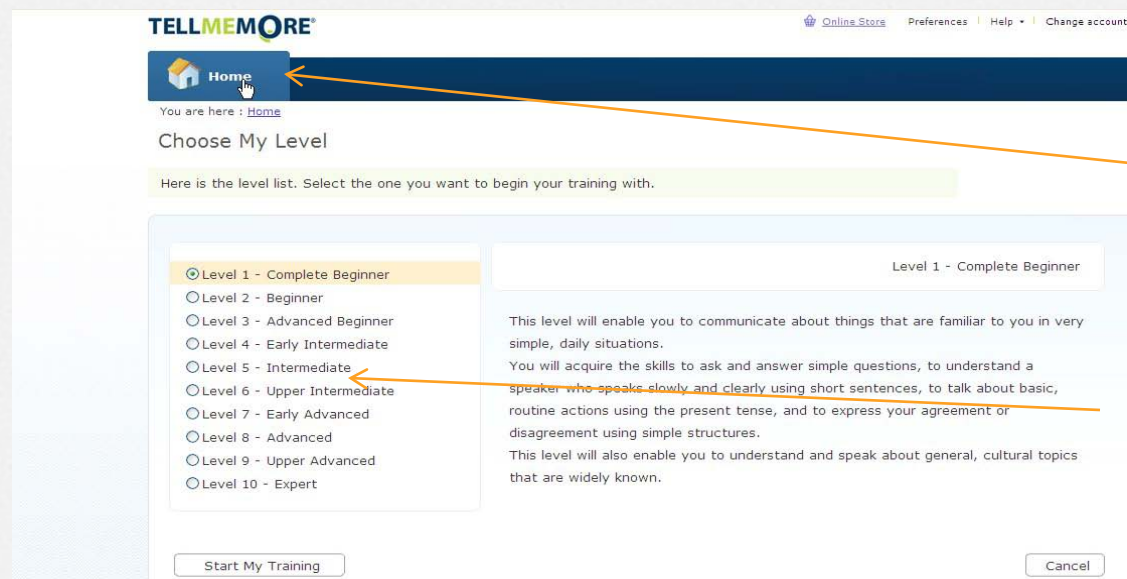 TELLMEMORE®
Online Store Preferences Help Change account
Home
You are here : Home
Choose My Level
Here is the level list. Select the one you want to begin your training with.
Level 1 - Complete Beginner
Level 2 - Beginner
Level 3 - Advanced Beginner
Level 4 - Early Intermediate
Level 5 - Intermediate
Level 6 - Upper Intermediate
Level 7 - Early Advanced
Level 8 - Advanced
Level 9 - Upper Advanced
Level 10 - Expert
Level 1 - Complete Beginner
This level will enable you to communicate about things that are familiar to you in very
simple, daily situations.
You will acquire the skills to ask and answer simple questions, to understand a
speaker who speaks slowly and clearly using short sentences, to talk about basic,
routine actions using the present tense, and to express your agreement or
disagreement using simple structures.
This level will also enable you to understand and speak about general, cultural topics
that are widely known.
Start My Training
Cancel